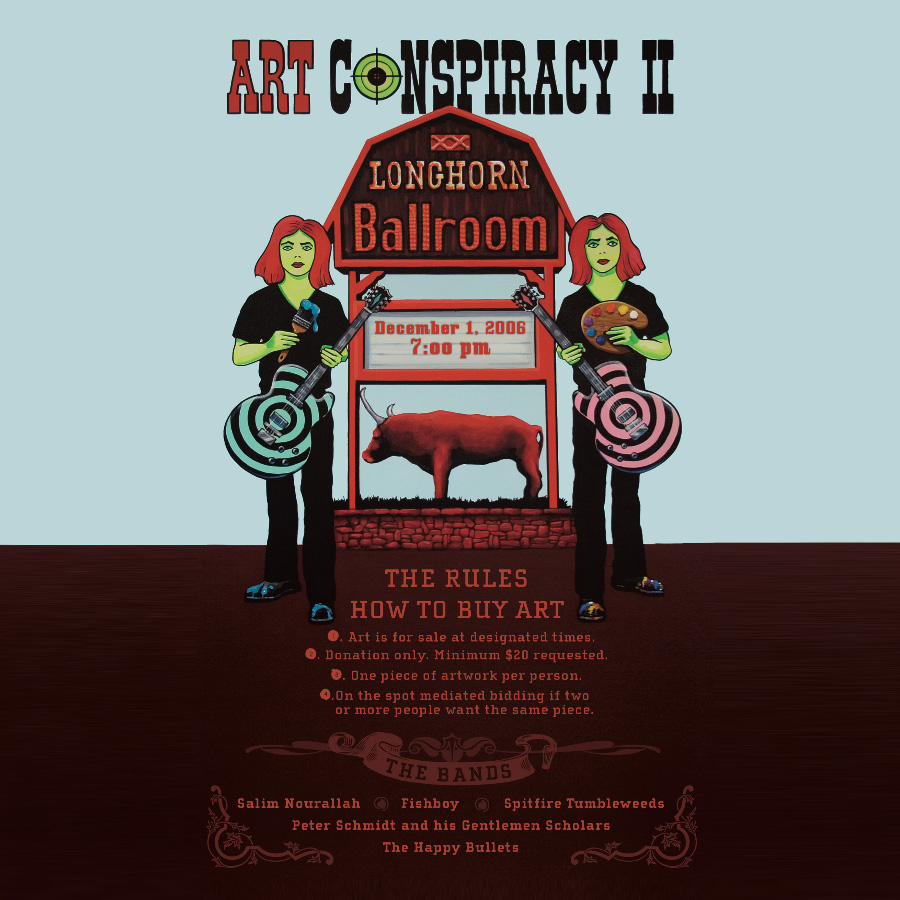 ART CONSPIRACY II
LONGHORN
Ballroom
December 1, 2006
7:00 pm
THE RULES
HOW TO BUY ART
1. Art is for sale at designated times.
2. Donation only. Minimum $20 requested.
3. One piece of artwork per person.
4.On the spot mediated bidding if two
or more people want the same piece.
THE BANDS
Salim Nourallah Fishboy Spitfire Tumbleweeds
Peter Schmidt and his Gentlemen Scholars
The Happy Bullets